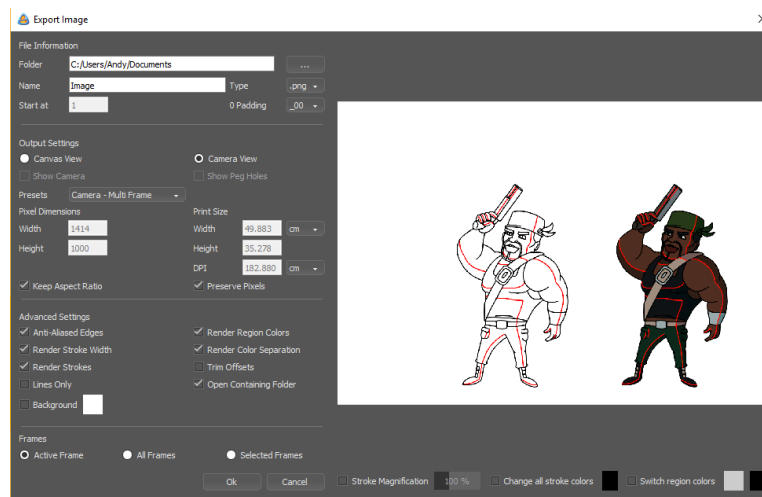 Export Image
File Information
Folder C:/Users/Andy/Documents ...
Name Image Type .png
Start at 1 0 Padding _00
Output Settings
Canvas View Camera View
Show Camera Show Peg Holes
Presets Camera - Multi Frame
Pixel Dimensions Print Size
Width 1414 Width 49.883 cm
Height 1000 Height 35.278
DPI 182.880 cm
Keep Aspect Ratio Preserve Pixels
Advanced Settings
Anti-Aliased Edges Render Region Colors
Render Stroke Width Render Color Separation
Render Strokes Trim Offsets
Lines Only Open Containing Folder
Background
Frames
Active Frame All Frames Selected Frames
Ok Cancel Stroke Magnification 100 % Change all stroke colors Switch region colors